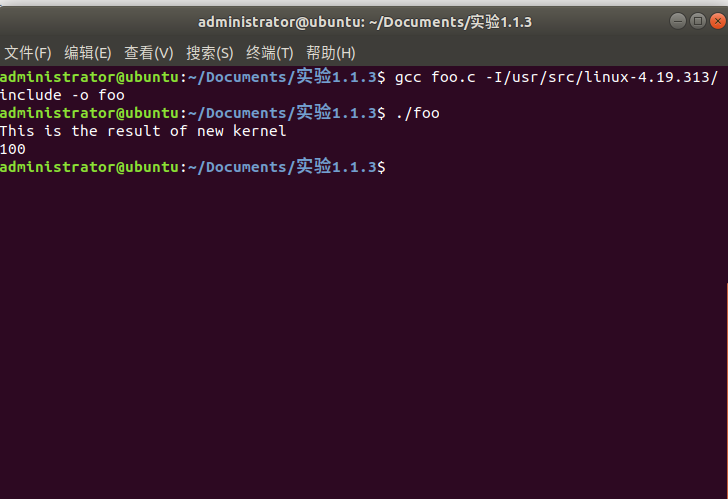 administrator@ubuntu: ~/Documents/实验1.1.3
文件(F) 编辑(E) 查看(V) 搜索(S) 终端(T) 帮助(H)
administrator@ubuntu:~/Documents/实验1.1.3$ gcc foo.c -I/usr/src/linux-4.19.313/
include -o foo
administrator@ubuntu:~/Documents/实验1.1.3$ ./foo
This is the result of new kernel
100
administrator@ubuntu:~/Documents/实验1.1.3$